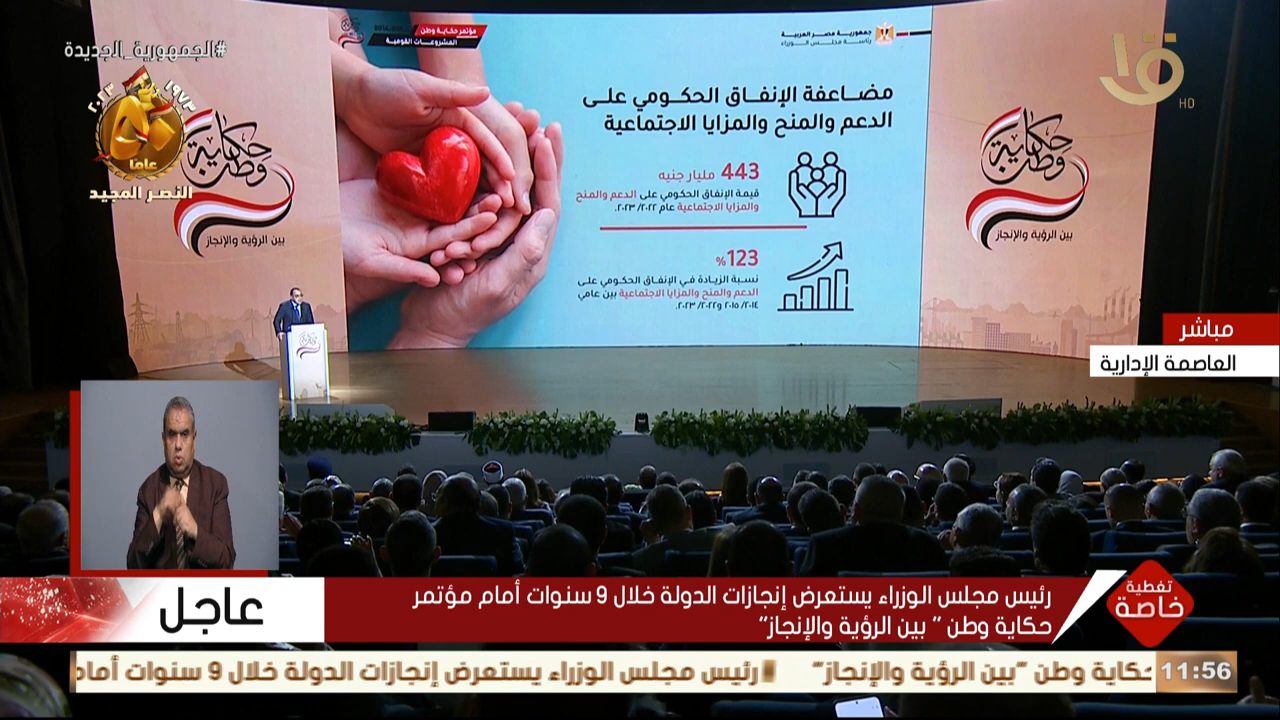 #الجمهورية_الجديدة
١٩٧٣
٢٠٢٣
٥٠
عاما
النصر المجيد
HD
حكاية
وطن
بين الرؤية والإنجاز
مؤتمر حكاية وطن
المشروعات القومية
جمهورية مصر العربية
رئاسة مجلس الوزراء
مضاعفة الإنفاق الحكومي على
الدعم والمنح والمزايا الاجتماعية
443 مليار جنيه
قيمة الإنفاق الحكومي على الدعم والمنح
والمزايا الاجتماعية عام ٢٠٢٢/ ٢٠٢٣.
123%
نسبة الزيادة في الإنفاق الحكومي على
الدعم والمنح والمزايا الاجتماعية بين عامي
٢٠١٤/ ٢٠١٥ و٢٠٢٢/ ٢٠٢٣.
حكاية
وطن
بين الرؤية والإنجاز
مباشر
العاصمة الإدارية
تغطية
خاصة
رئيس مجلس الوزراء يستعرض إنجازات الدولة خلال 9 سنوات أمام مؤتمر
حكاية وطن " بين الرؤية والإنجاز"
عاجل
11:56
حكاية وطن "بين الرؤية والإنجاز" رئيس مجلس الوزراء يستعرض إنجازات الدولة خلال 9 سنوات أمام